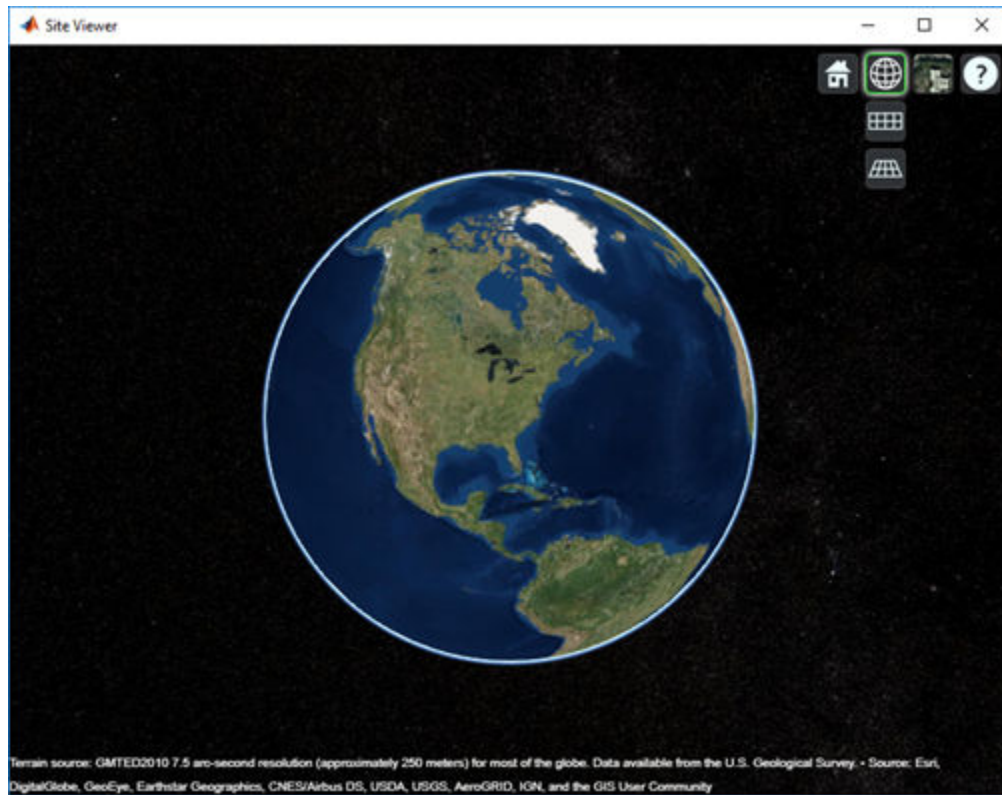 Site Viewer
?
Terrain source: GMTED2010 7.5 arc-second resolution (approximately 250 meters) for most of the globe. Data available from the U.S. Geological Survey. • Source: Esri,
DigitalGlobe, GeoEye, Earthstar Geographics, CNES/Airbus DS, USDA, USGS, AeroGRID, IGN, and the GIS User Community